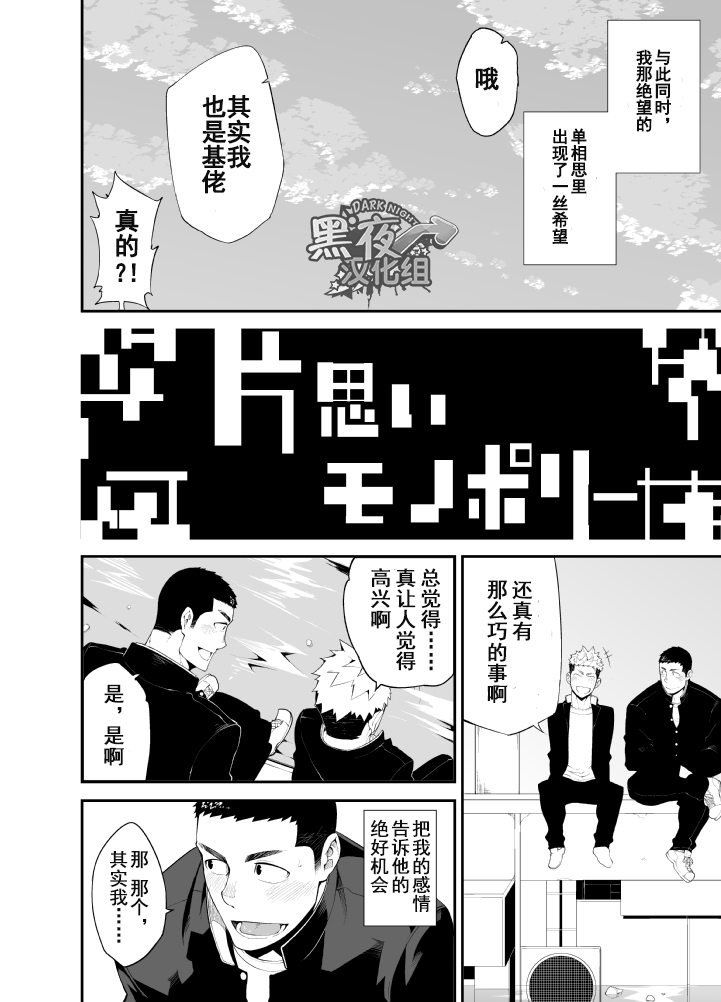 与此同时，
我那绝望的
单相思里
出现了一丝希望
哦
其实我
也是基佬
真的?!
DARK NIGHT
黑夜
汉化组
片思い
モノポリー
还真有
那么巧的事
啊
总觉得……
真让人觉得
高兴啊
是，是啊
把我的感情
告诉他的
绝好机会
那 那个，
其实我……